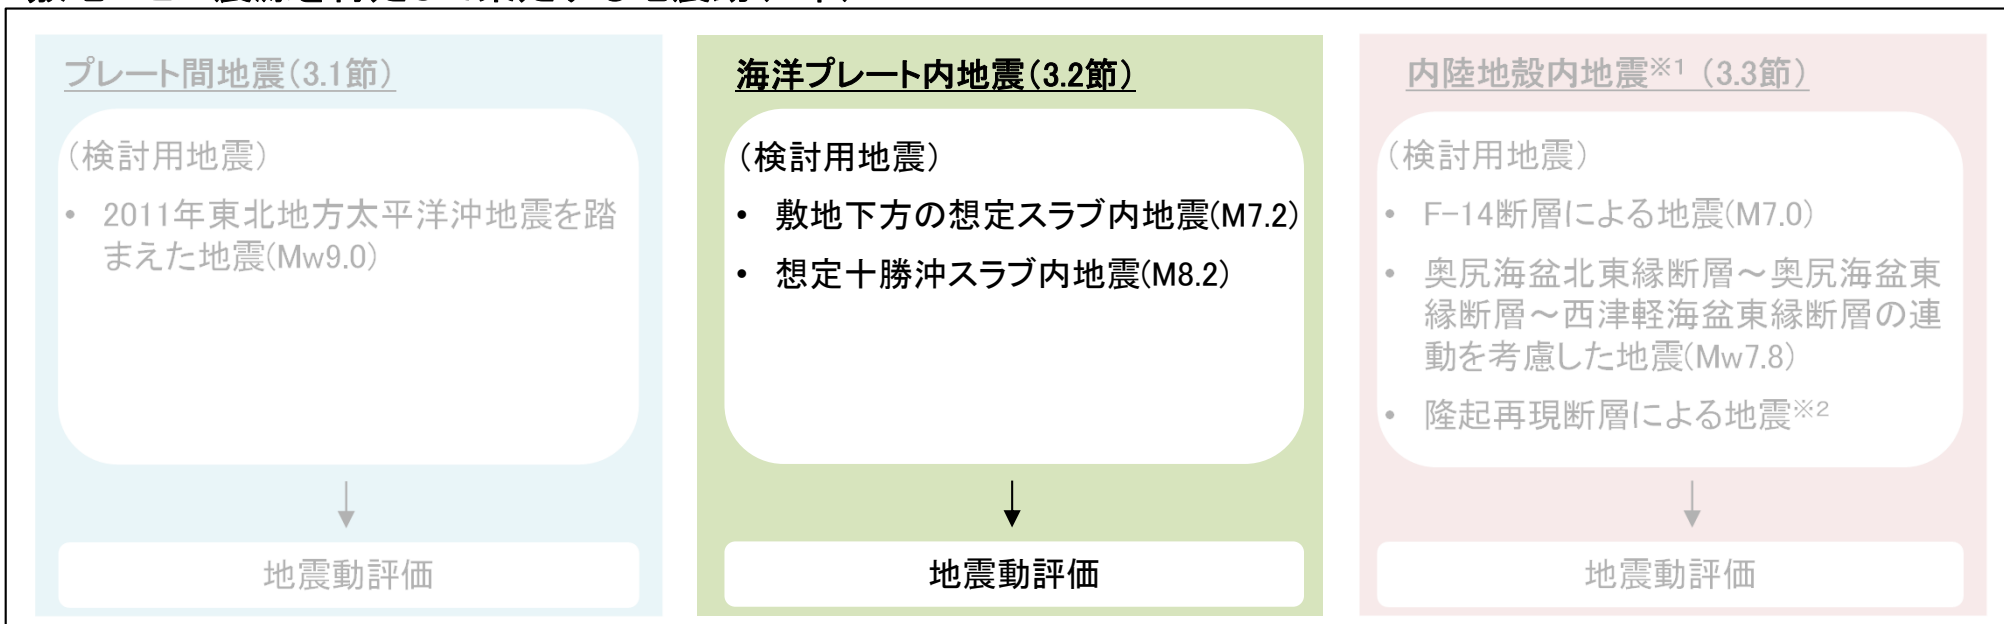 プレート間地震(3.1節)
(検討用地震)
• 2011年東北地方太平洋沖地震を踏
まえた地震(Mw9.0)
地震動評価
海洋プレート内地震(3.2節)
(検討用地震)
• 敷地下方の想定スラブ内地震(M7.2)
• 想定十勝沖スラブ内地震(M8.2)
地震動評価
内陸地殻内地震※1 (3.3節)
(検討用地震)
• F-14断層による地震(M7.0)
• 奥尻海盆北東縁断層～奥尻海盆東
縁断層～西津軽海盆東縁断層の連
動を考慮した地震(Mw7.8)
• 隆起再現断層による地震※2
地震動評価